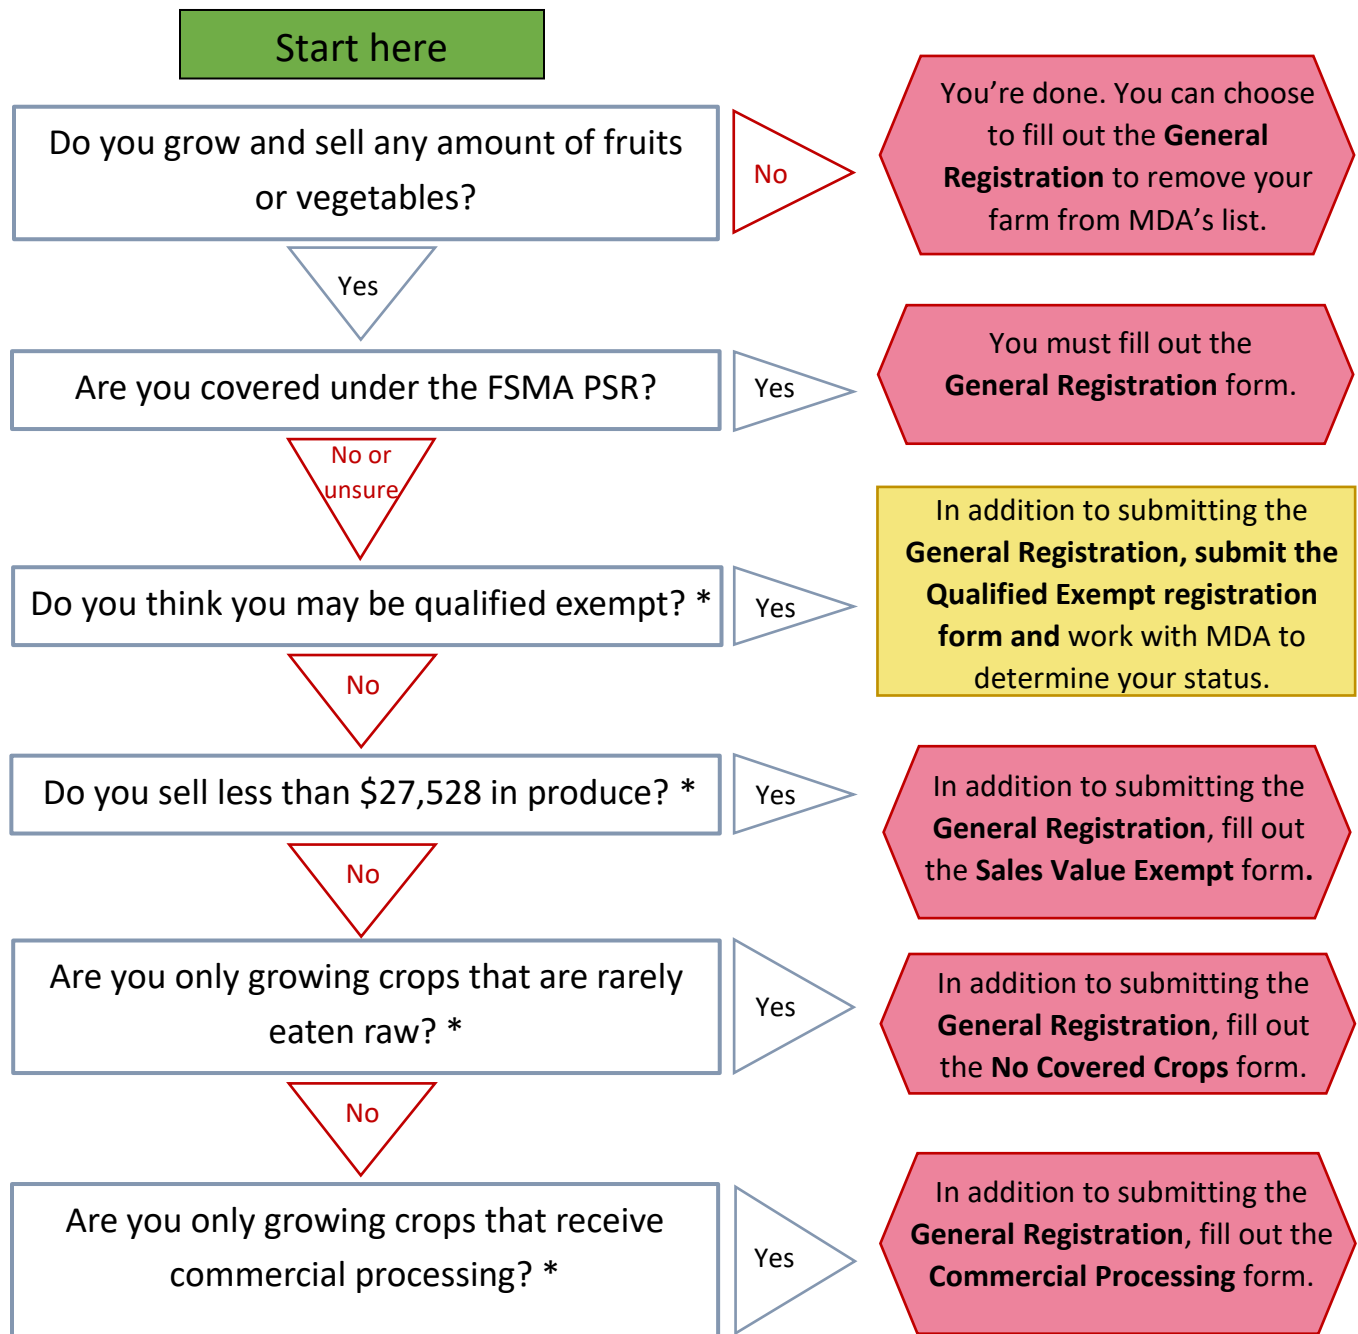 Start here
Do you grow and sell any amount of fruits
or vegetables?
No
You’re done. You can choose
to fill out the General
Registration to remove your
farm from MDA’s list.
Yes
Are you covered under the FSMA PSR?
Yes
You must fill out the
General Registration form.
No or
unsure
Do you think you may be qualified exempt? *
Yes
In addition to submitting the
General Registration, submit the
Qualified Exempt registration
form and work with MDA to
determine your status.
No
Do you sell less than $27,528 in produce? *
Yes
In addition to submitting the
General Registration, fill out
the Sales Value Exempt form.
No
Are you only growing crops that are rarely
eaten raw? *
Yes
In addition to submitting the
General Registration, fill out
the No Covered Crops form.
No
Are you only growing crops that receive
commercial processing? *
Yes
In addition to submitting the
General Registration, fill out the
Commercial Processing form.